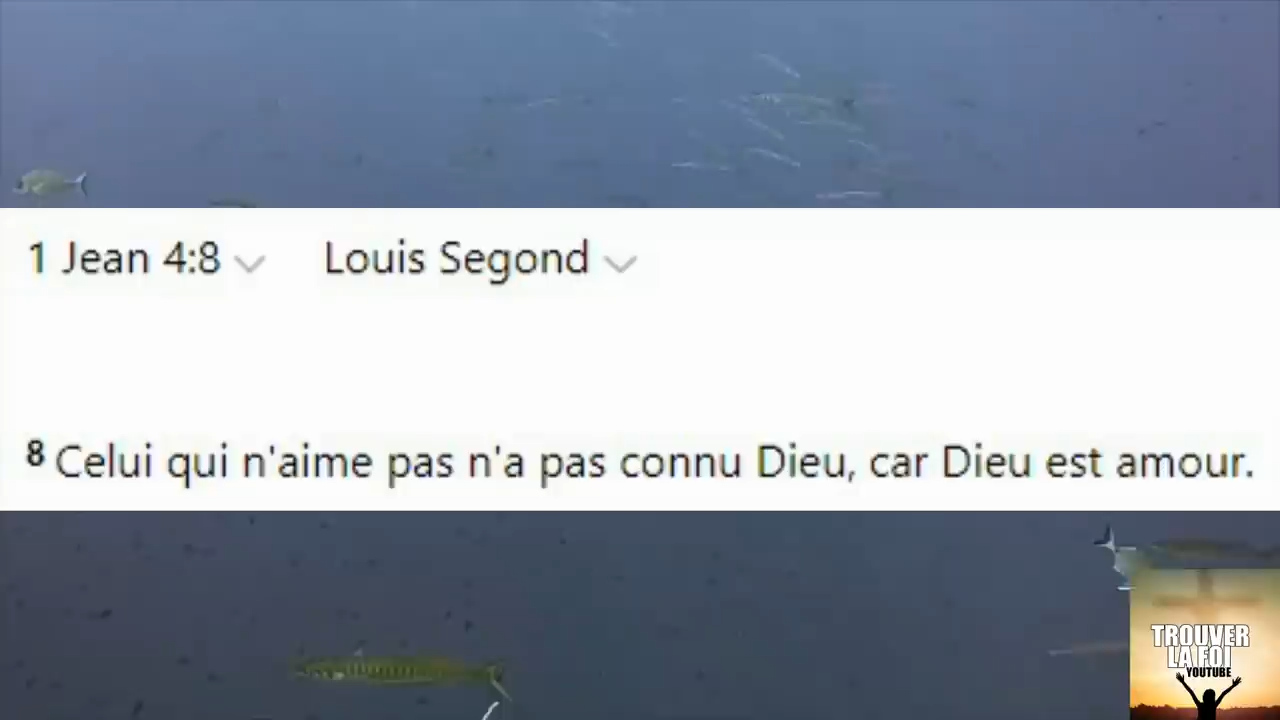 1 Jean 4:8 Louis Segond
8 Celui qui n'aime pas n'a pas connu Dieu, car Dieu est amour.
TROUVER
LA FOI
YOUTUBE